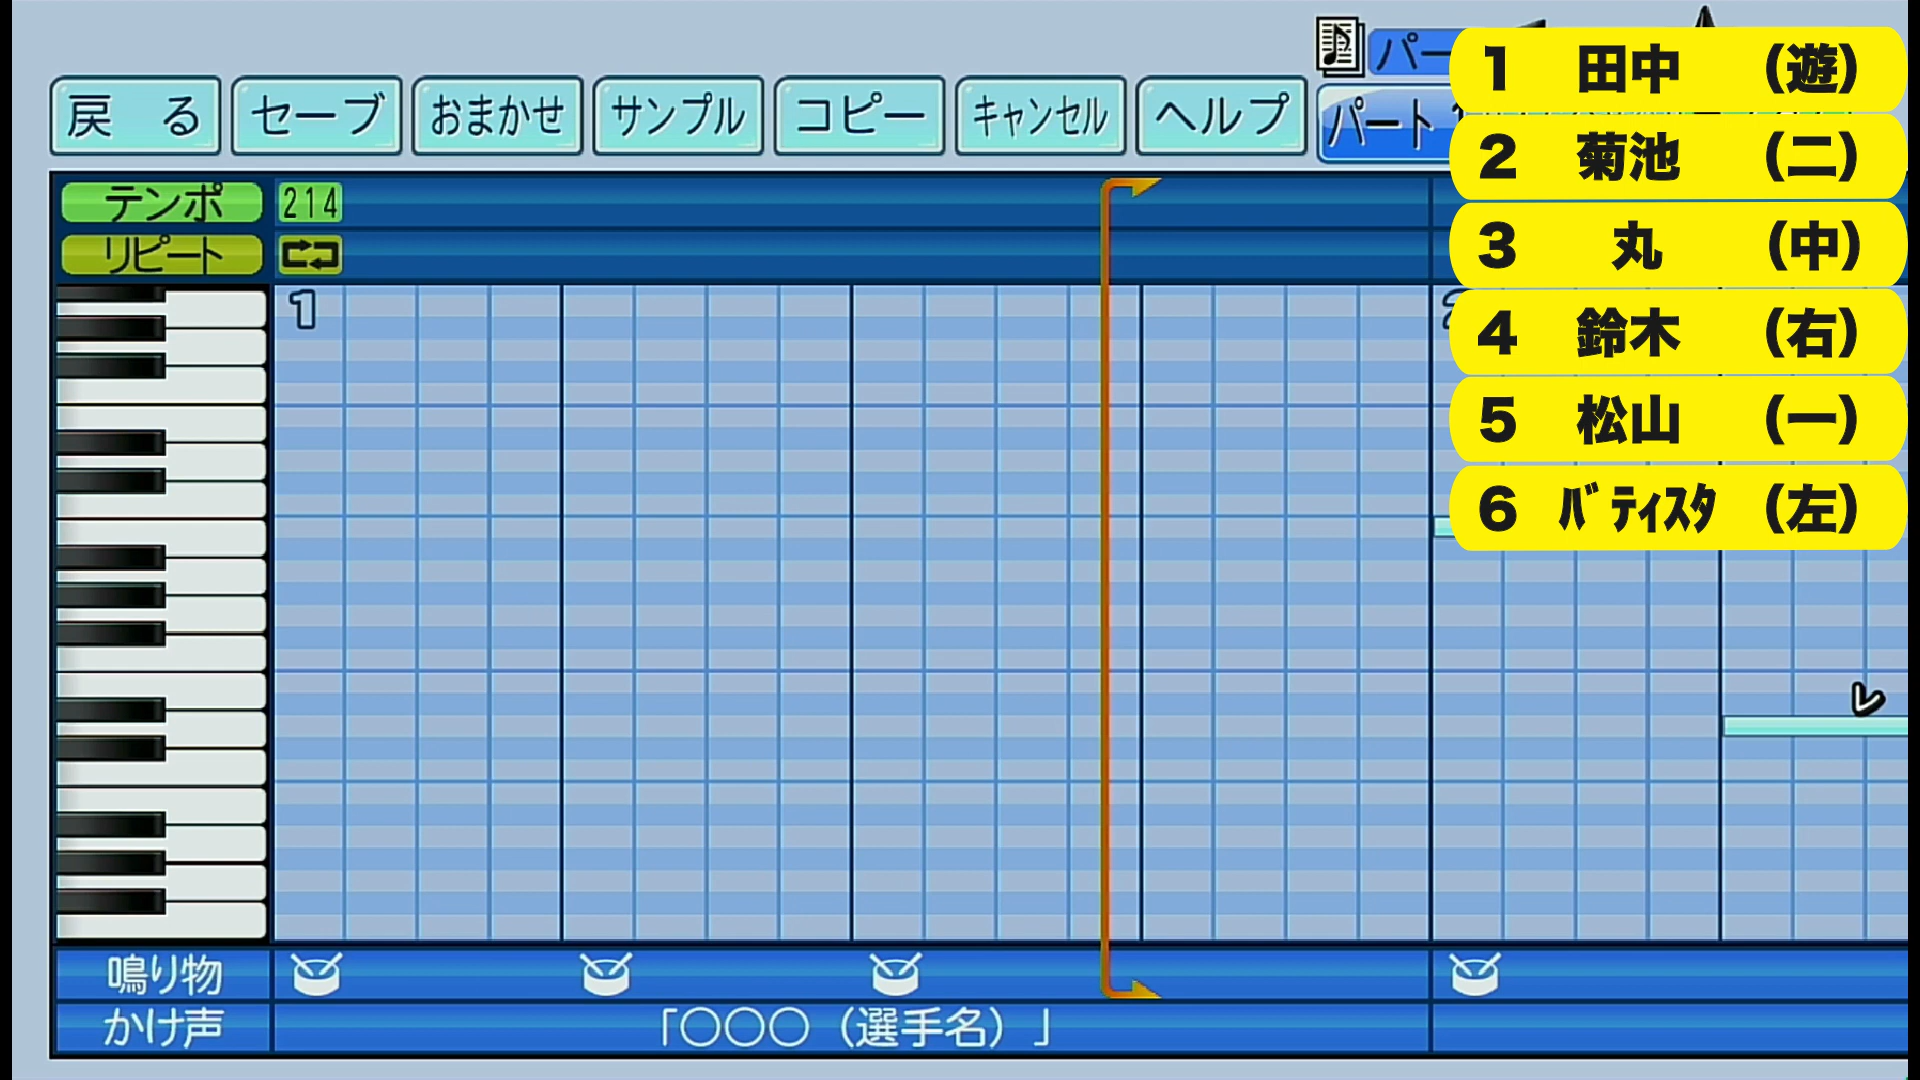 戻　る セーブ おまかせ サンプル コピー キャンセル ヘルプ パート
テンポ 214
リピート
1
レ
鳴り物
かけ声 「○○○（選手名）」
1 田中 （遊）
2 菊池 （二）
3 丸 （中）
4 鈴木 （右）
5 松山 （一）
6 ﾊﾞﾃｨｽﾀ （左）